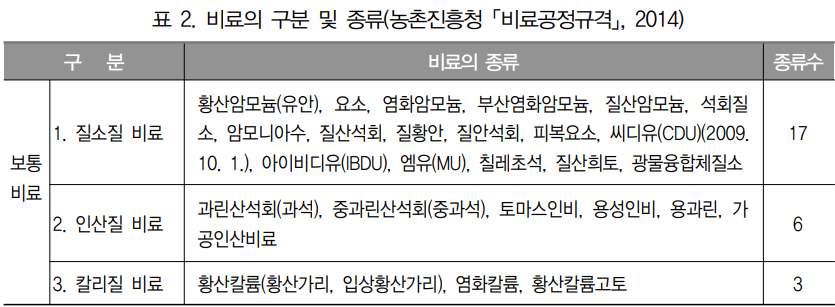 표 2. 비료의 구분 및 종류(농촌진흥청 「비료공정규격」, 2014)
구 분 비료의 종류 종류수
보통
비료
1. 질소질 비료
황산암모늄(유안), 요소, 염화암모늄, 부산염화암모늄, 질산암모늄, 석회질
소, 암모니아수, 질산석회, 질황안, 질안석회, 피복요소, 씨디유(CDU)(2009.
10. 1.), 아이비디유(IBDU), 엠유(MU), 칠레초석, 질산희토, 광물융합체질소
17
2. 인산질 비료
과린산석회(과석), 중과린산석회(중과석), 토마스인비, 용성인비, 용과린, 가
공인산비료
6
3. 칼리질 비료 황산칼륨(황산가리, 입상황산가리), 염화칼륨, 황산칼륨고토 3